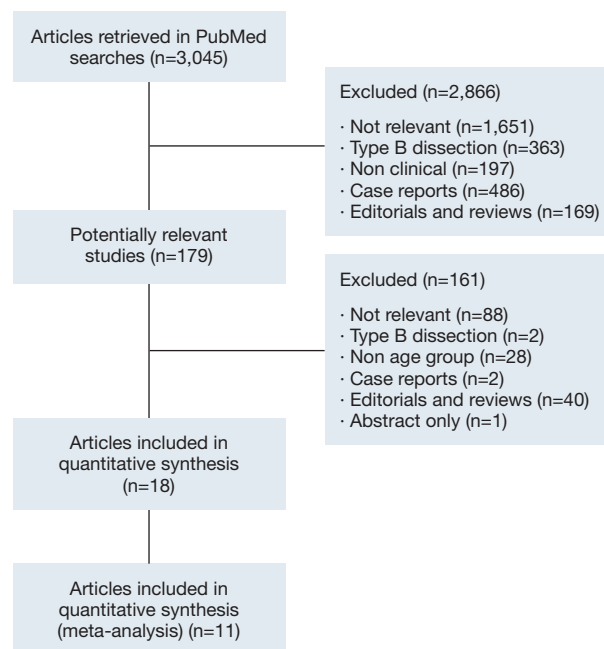 Articles retrieved in PubMed
searches (n=3,045)
Excluded (n=2,866)
· Not relevant (n=1,651)
· Type B dissection (n=363)
· Non clinical (n=197)
· Case reports (n=486)
· Editorials and reviews (n=169)
Potentially relevant
studies (n=179)
Excluded (n=161)
· Not relevant (n=88)
· Type B dissection (n=2)
· Non age group (n=28)
· Case reports (n=2)
· Editorials and reviews (n=40)
· Abstract only (n=1)
Articles included in
quantitative synthesis
(n=18)
Articles included in
quantitative synthesis
(meta-analysis) (n=11)